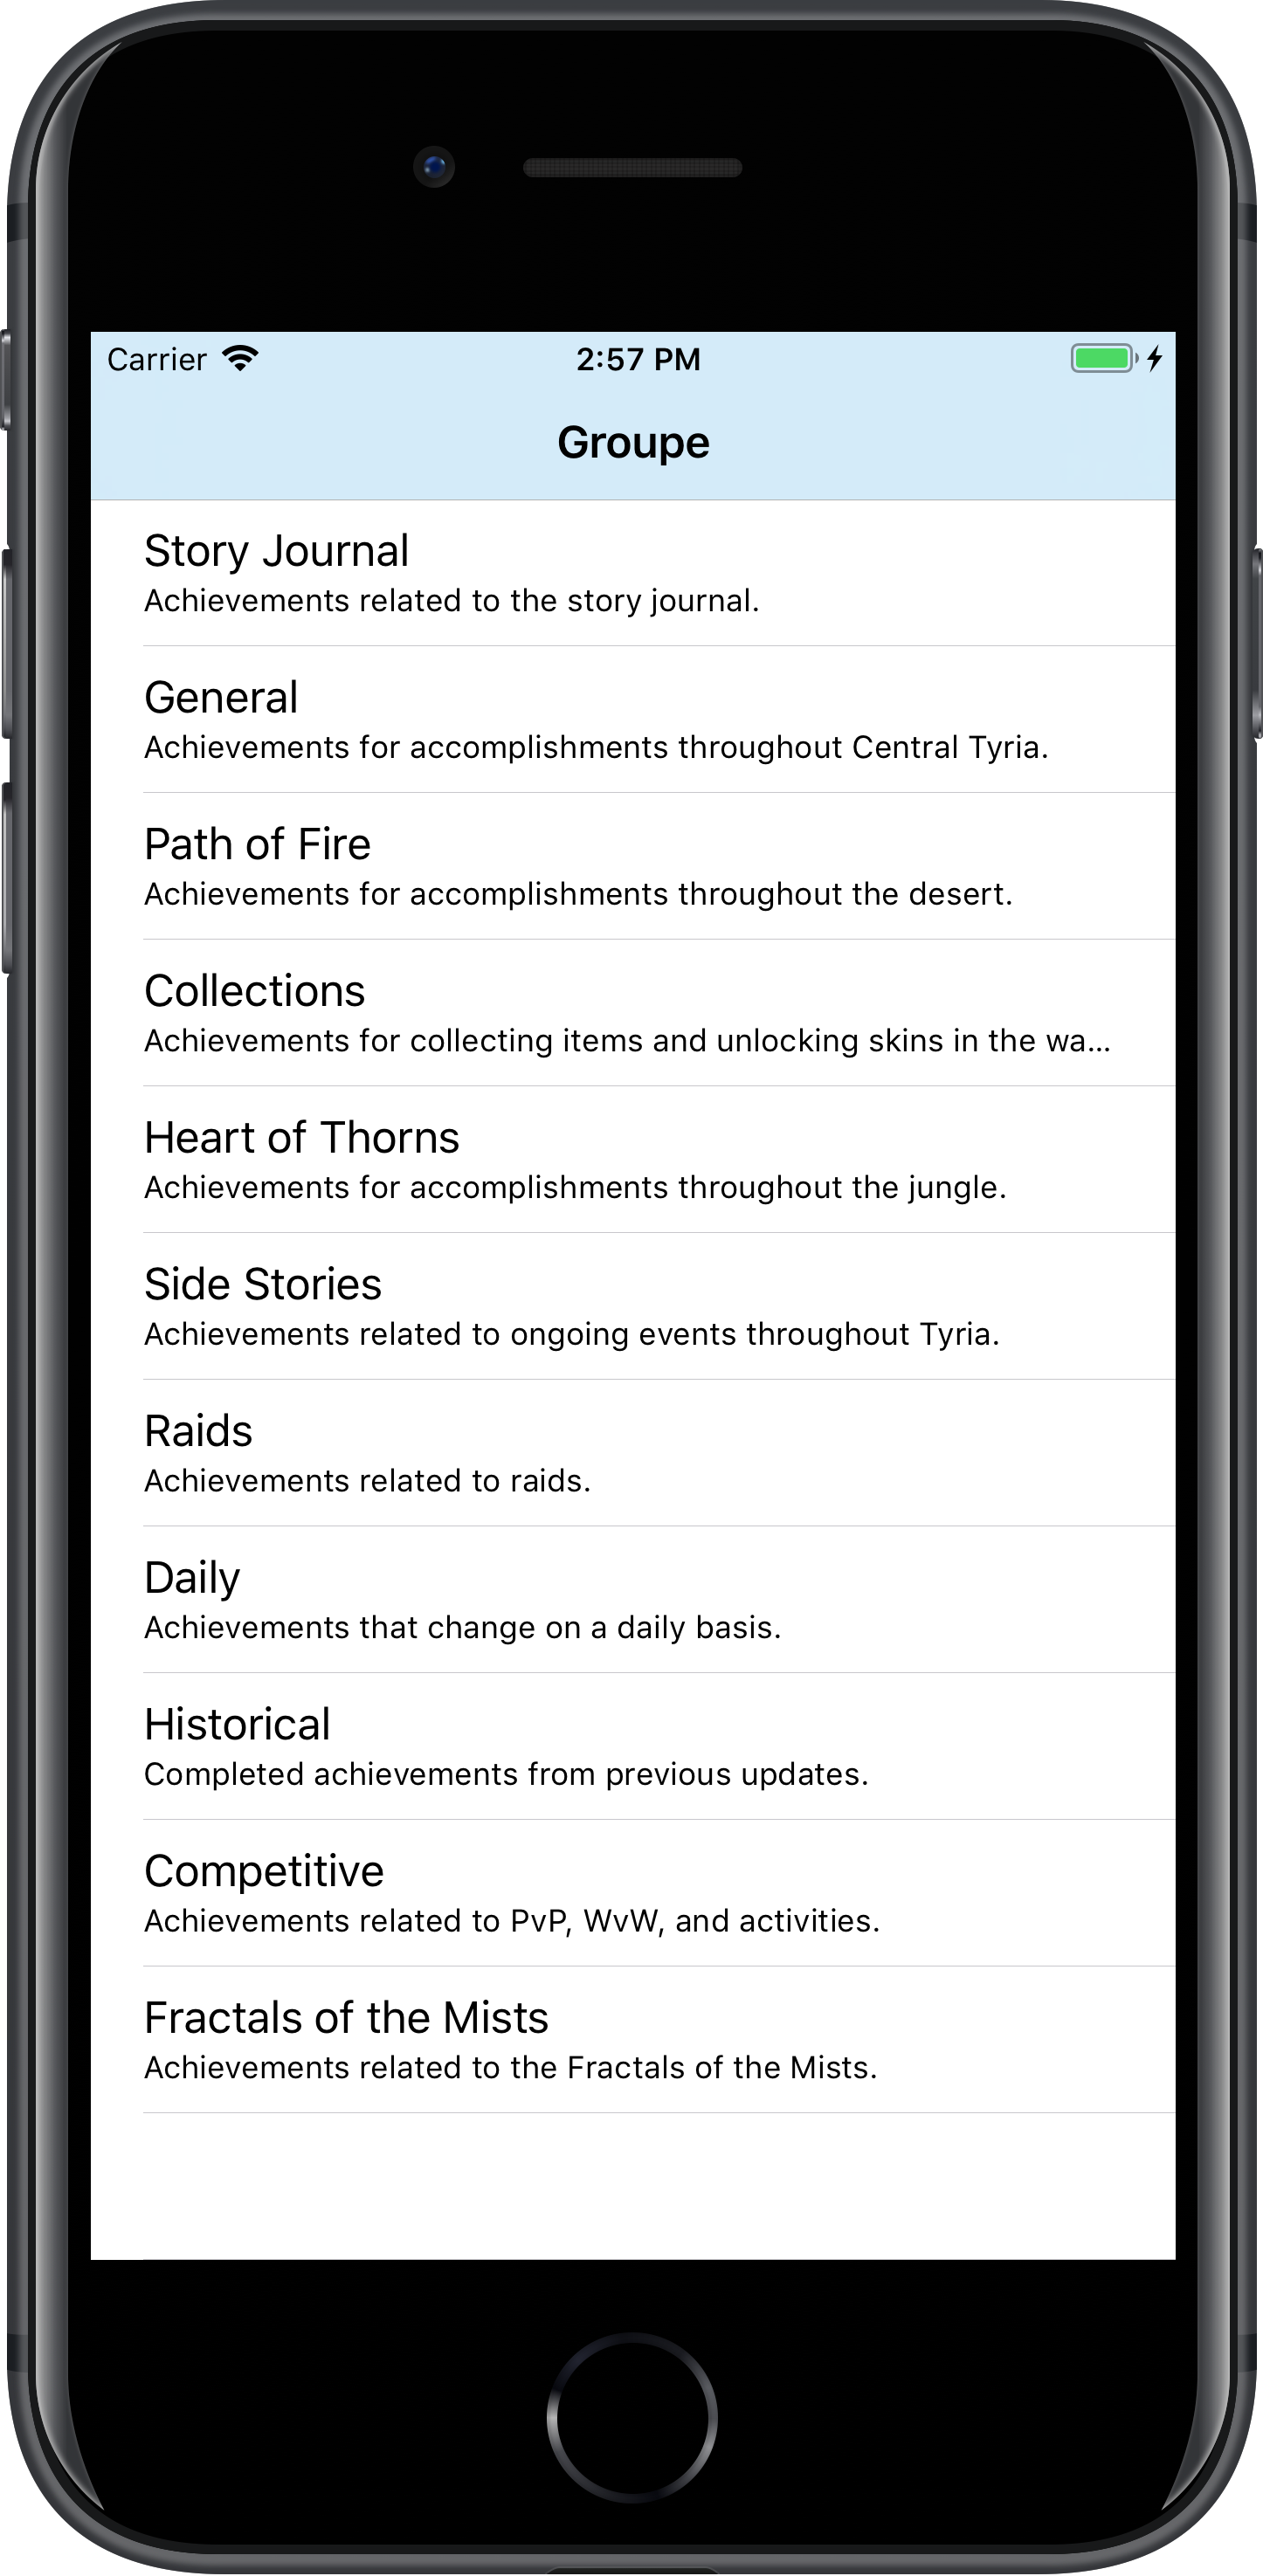 Carrier 2:57 PM
Groupe
Story Journal
Achievements related to the story journal.
General
Achievements for accomplishments throughout Central Tyria.
Path of Fire
Achievements for accomplishments throughout the desert.
Collections
Achievements for collecting items and unlocking skins in the wa...
Heart of Thorns
Achievements for accomplishments throughout the jungle.
Side Stories
Achievements related to ongoing events throughout Tyria.
Raids
Achievements related to raids.
Daily
Achievements that change on a daily basis.
Historical
Completed achievements from previous updates.
Competitive
Achievements related to PvP, WvW, and activities.
Fractals of the Mists
Achievements related to the Fractals of the Mists.